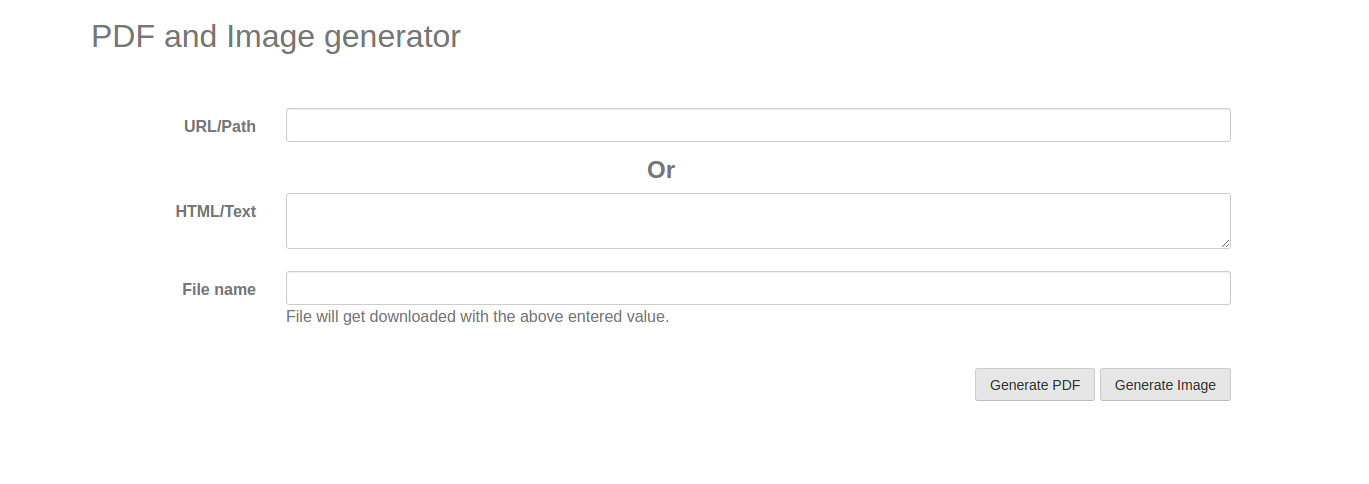 PDF and Image generator
URL/Path
Or
HTML/Text
File name
File will get downloaded with the above entered value.
Generate PDF Generate Image